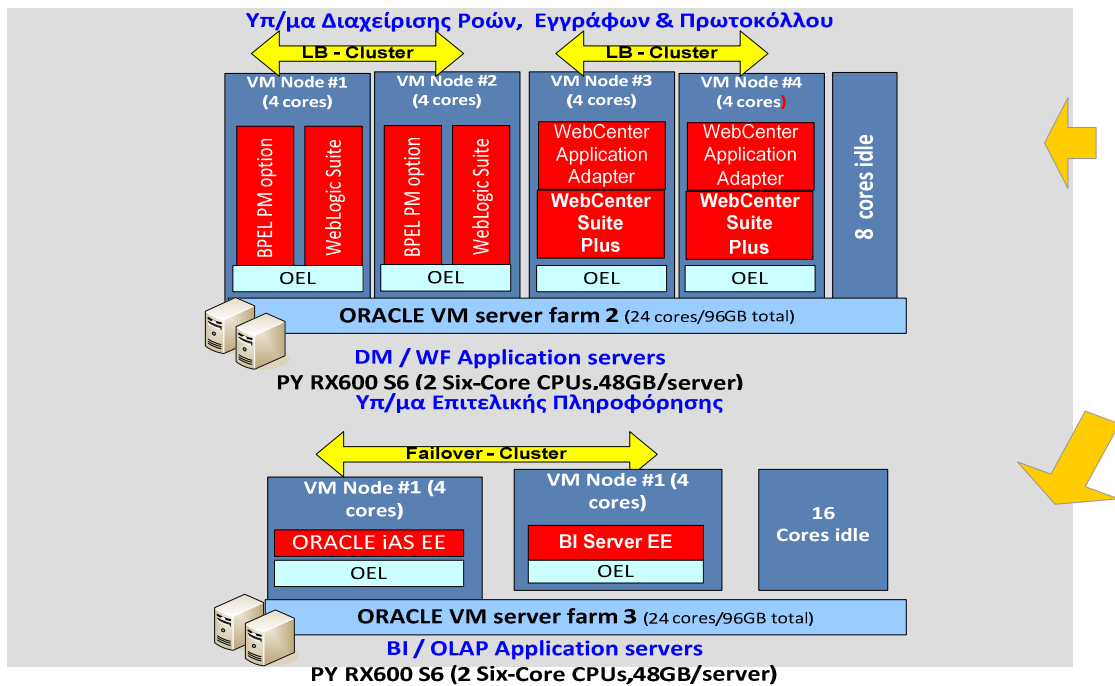 Υπ/μα Διαχείρισης Ροών, Εγγράφων & Πρωτοκόλλου
LB - Cluster
LB - Cluster
VM Node #1
(4 cores)
BPEL PM option
WebLogic Suite
OEL
VM Node #2
(4 cores)
BPEL PM option
WebLogic Suite
OEL
VM Node #3
(4 cores)
WebCenter
Application
Adapter
WebCenter
Suite
Plus
OEL
VM Node #4
(4 cores)
WebCenter
Application
Adapter
WebCenter
Suite
Plus
OEL
8 cores idle
ORACLE VM server farm 2 (24 cores/96GB total)
DM / WF Application servers
PY RX600 S6 (2 Six-Core CPUs,48GB/server)
Υπ/μα Επιτελικής Πληροφόρησης
Failover - Cluster
VM Node #1 (4
cores)
ORACLE iAS EE
OEL
VM Node #1 (4
cores)
BI Server EE
OEL
16
Cores idle
ORACLE VM server farm 3 (24 cores/96GB total)
BI / OLAP Application servers
PY RX600 S6 (2 Six-Core CPUs,48GB/server)